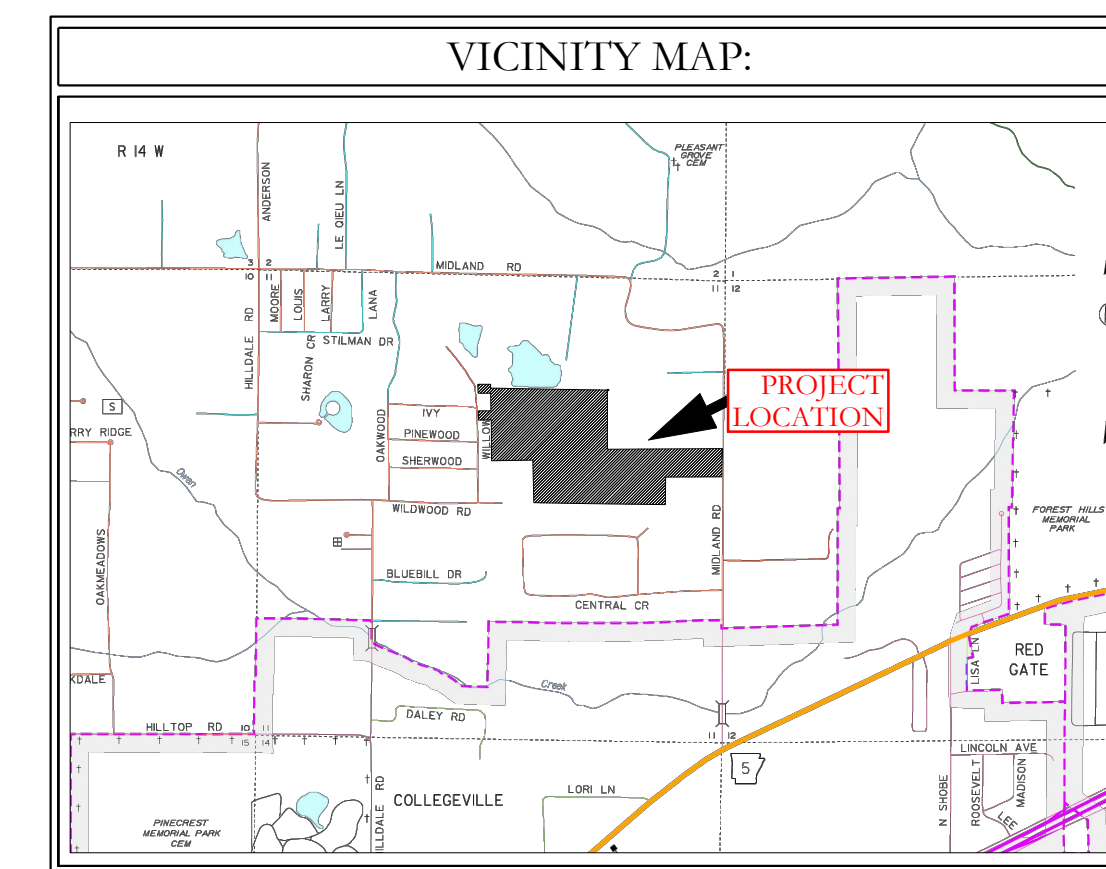 VICINITY MAP:
R 14 W
PLEASANT
GROVE
CEM
ANDERSON
LE QIEU LN
3 2
10 11
MIDLAND RD
2 1
11 12
MOORE
LOUIS
LARRY
LANA
HILLDALE RD
SHARON CR
STILMAN DR
PROJECT
LOCATION
S
RRY RIDGE
OAKWOOD
IVY
PINEWOOD
WILLOW
SHERWOOD
WILDWOOD RD
Owen
OAKMEADOWS
MIDLAND RD
FOREST HILLS
MEMORIAL
PARK
BLUEBILL DR
CENTRAL CR
RED
GATE
LISA LN
KDALE
Creek
DALEY RD
HILLTOP RD
10 11
15 14
11 12
5
LINCOLN AVE
LORI LN
COLLEGEVILLE
ILLDALE RD
N SHOBE
ROOSEVELT
MADISON
LEE
PINECREST
MEMORIAL PARK
CEM